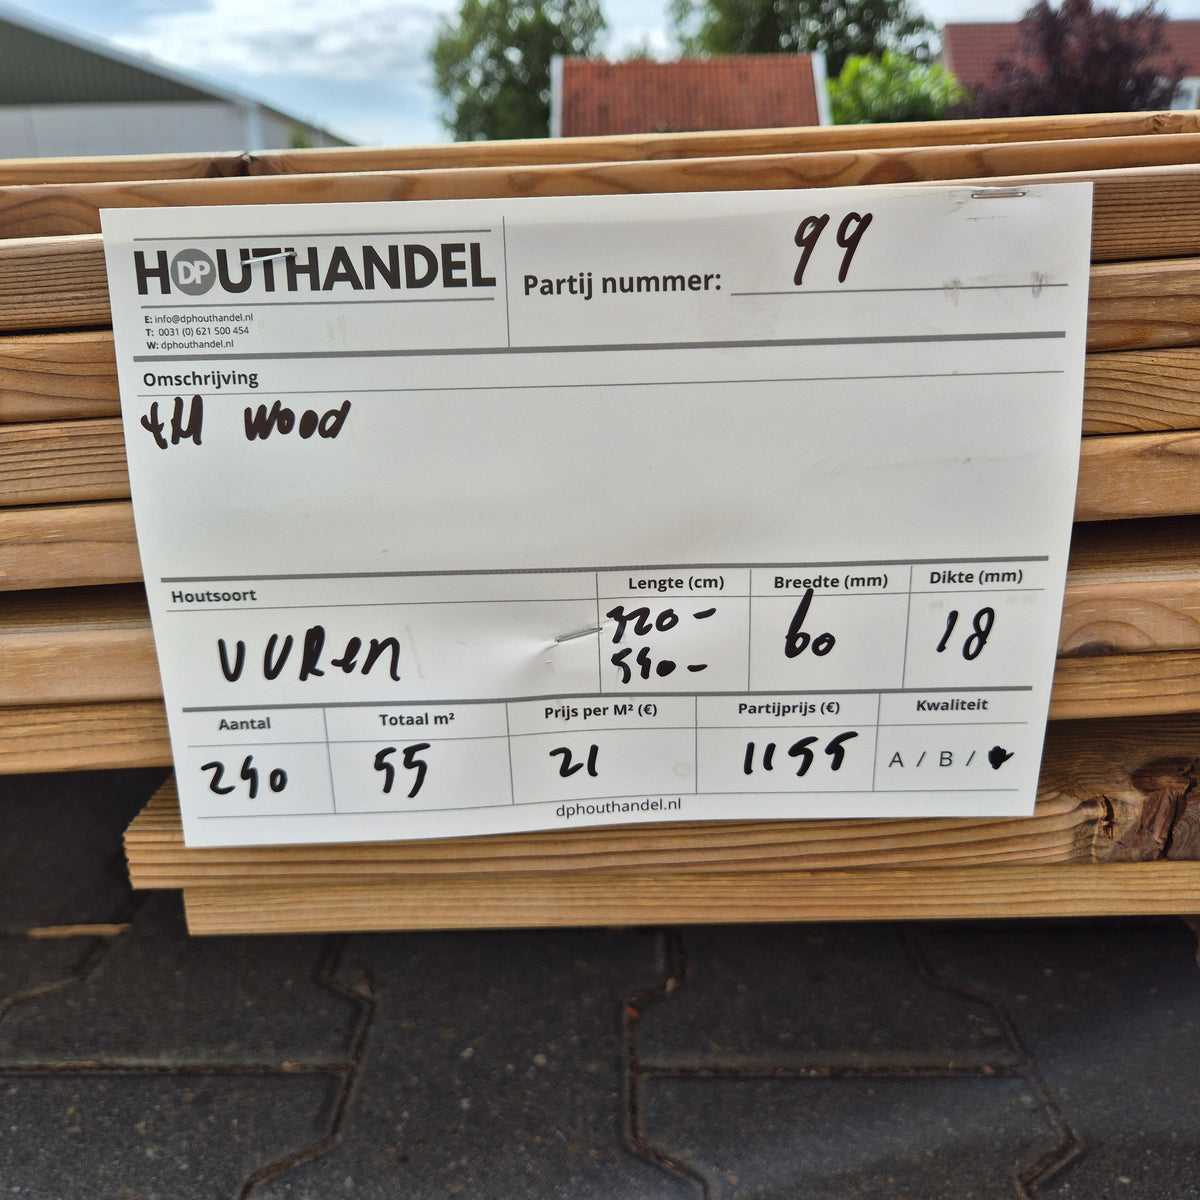 HOUTHANDEL
DP
E: info@dphouthandel.nl
T: 0031 (0) 621 500 454
W: dphouthandel.nl
Partij nummer: 99
Omschrijving
Wood
Houtsoort
VUREN
Lengte (cm)
320 -
540 -
Breedte (mm)
60
Dikte (mm)
18
Aantal
240
Totaal m²
55
Prijs per M² (€)
21
Partijprijs (€)
1155
Kwaliteit
A / B /
dphouthandel.nl